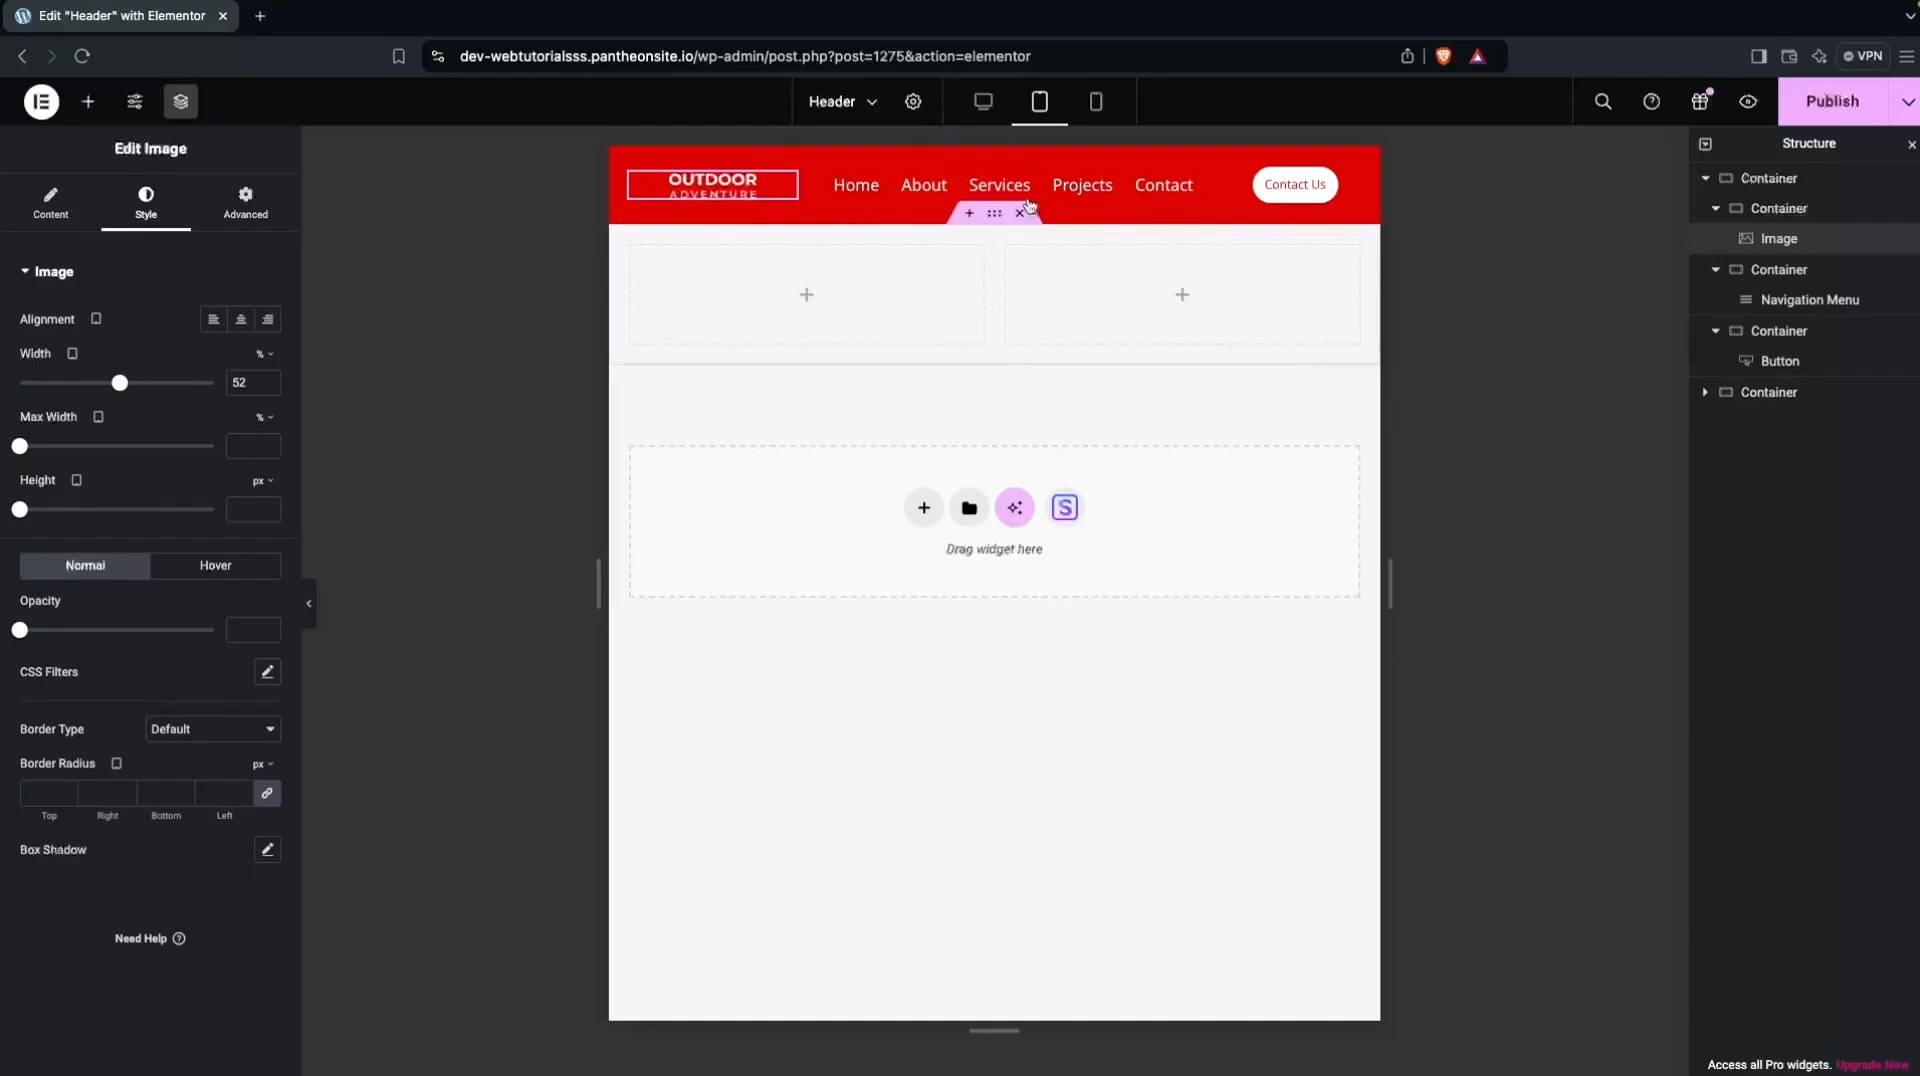 Edit "Header" with Elementor
dev-webtutorialsss.pantheonsite.io/wp-admin/post.php?post=1275&action=elementor
VPN
Header
Publish
Edit Image
Content
Style
Advanced
Image
Alignment
Width
%
52
Max Width
%
Height
px
Normal
Hover
Opacity
CSS Filters
Border Type
Default
Border Radius
px
Top
Right
Bottom
Left
Box Shadow
Need Help
OUTDOOR
ADVENTURE
Home
About
Services
Projects
Contact
Contact Us
Drag widget here
Structure
Container
Container
Image
Container
Navigation Menu
Container
Button
Container
Access all Pro widgets. Upgrade Now